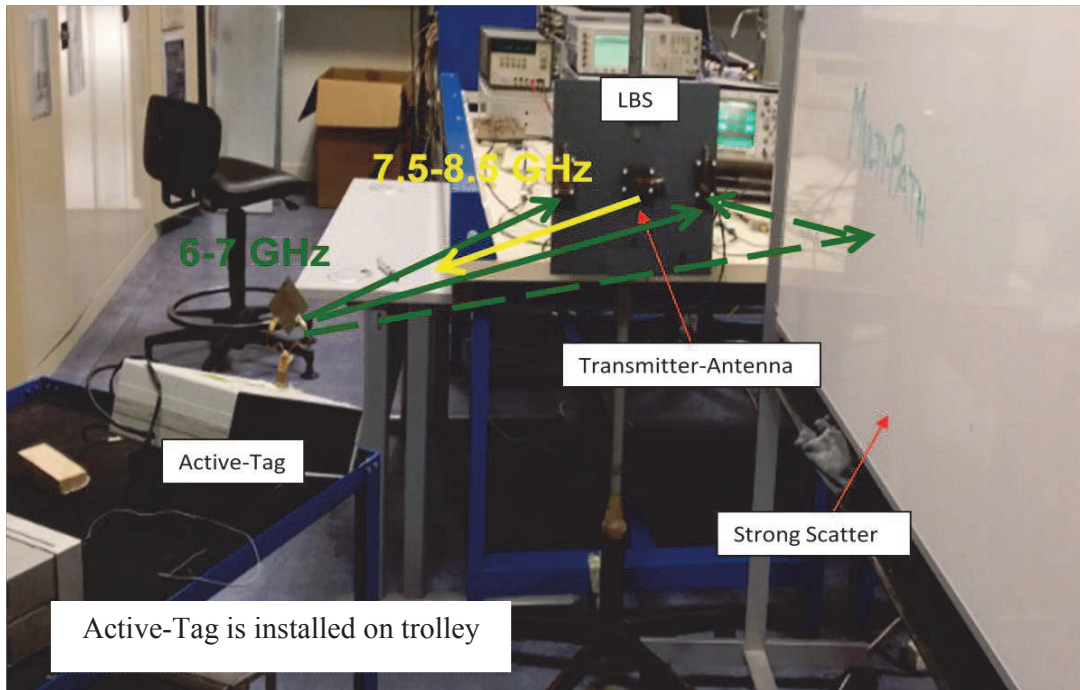 LBS
MULTIPATH
7.5-8.5 GHz
6-7 GHz
Transmitter-Antenna
Active-Tag
Strong Scatter
Active-Tag is installed on trolley